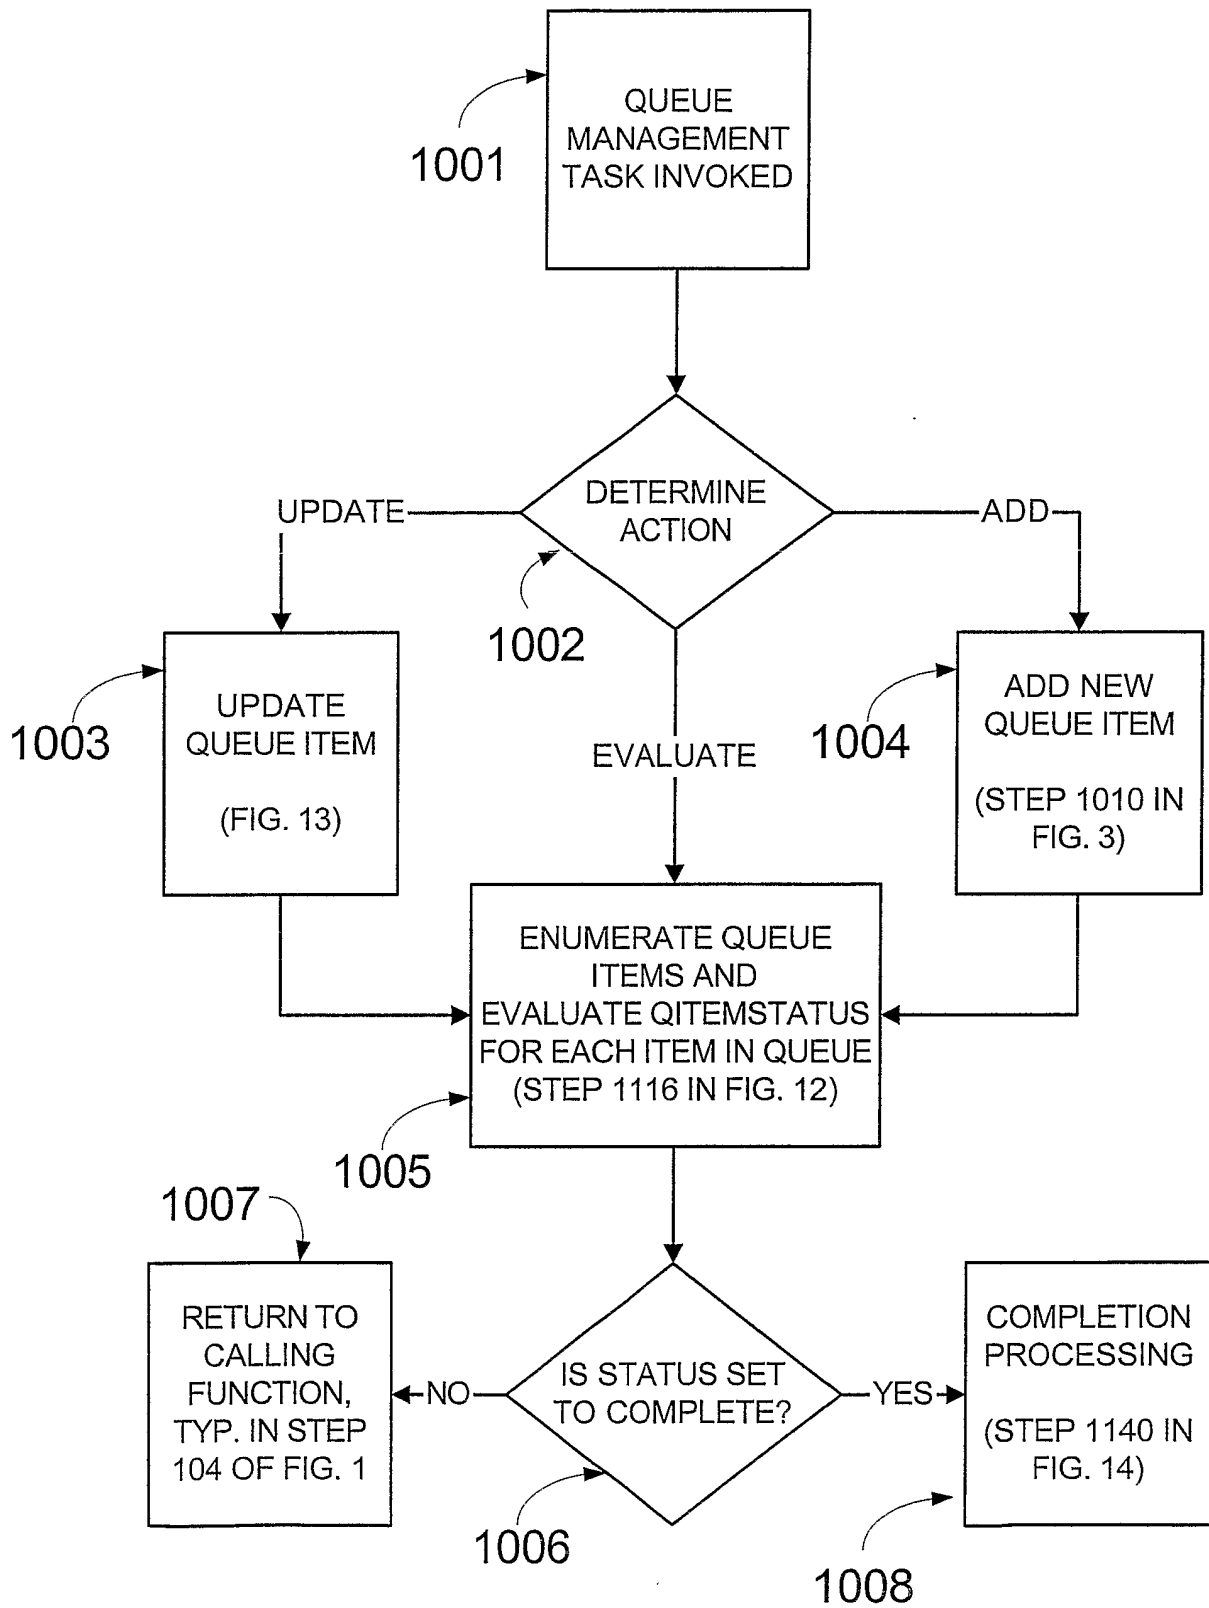 QUEUE
MANAGEMENT
TASK INVOKED
1001
DETERMINE
ACTION
UPDATE
ADD
1002
UPDATE
QUEUE ITEM
(FIG. 13)
1003
EVALUATE
ADD NEW
QUEUE ITEM
(STEP 1010 IN
FIG. 3)
1004
ENUMERATE QUEUE
ITEMS AND
EVALUATE QITEMSTATUS
FOR EACH ITEM IN QUEUE
(STEP 1116 IN FIG. 12)
1005
1007
RETURN TO
CALLING
FUNCTION,
TYP. IN STEP
104 OF FIG. 1
NO
IS STATUS SET
TO COMPLETE?
YES
1006
COMPLETION
PROCESSING
(STEP 1140 IN
FIG. 14)
1008